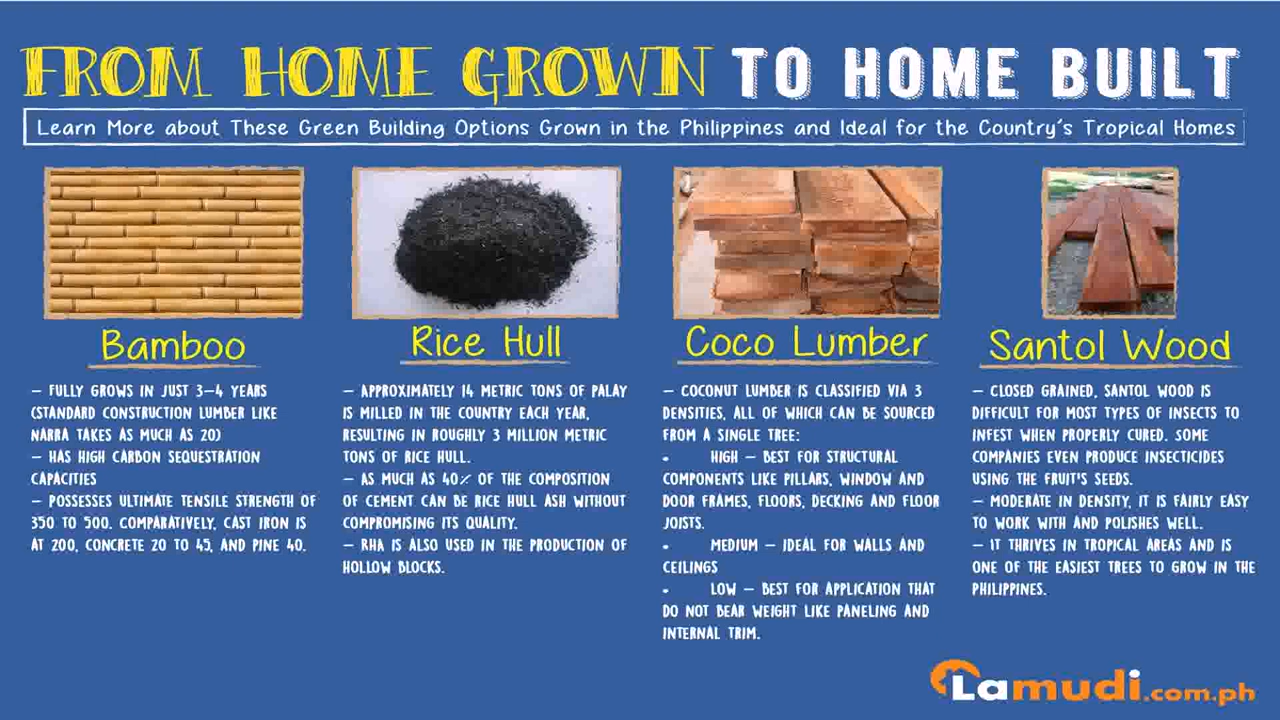 FROM HOME GROWN TO HOME BUILT
Learn More about These Green Building Options Grown in the Philippines and Ideal for the Country's Tropical Homes
Bamboo
– FULLY GROWS IN JUST 3–4 YEARS
(STANDARD CONSTRUCTION LUMBER LIKE
NARRA TAKES AS MUCH AS 20)
– HAS HIGH CARBON SEQUESTRATION
CAPACITIES
– POSSESSES ULTIMATE TENSILE STRENGTH OF
350 TO 500. COMPARATIVELY, CAST IRON IS
AT 200, CONCRETE 20 TO 45, AND PINE 40.
Rice Hull
– APPROXIMATELY 14 METRIC TONS OF PALAY
IS MILLED IN THE COUNTRY EACH YEAR,
RESULTING IN ROUGHLY 3 MILLION METRIC
TONS OF RICE HULL.
– AS MUCH AS 40% OF THE COMPOSITION
OF CEMENT CAN BE RICE HULL ASH WITHOUT
COMPROMISING ITS QUALITY.
– RHA IS ALSO USED IN THE PRODUCTION OF
HOLLOW BLOCKS.
Coco Lumber
– COCONUT LUMBER IS CLASSIFIED VIA 3
DENSITIES, ALL OF WHICH CAN BE SOURCED
FROM A SINGLE TREE:
• HIGH – BEST FOR STRUCTURAL
COMPONENTS LIKE PILLARS, WINDOW AND
DOOR FRAMES, FLOORS, DECKING AND FLOOR
JOISTS.
• MEDIUM – IDEAL FOR WALLS AND
CEILINGS
• LOW – BEST FOR APPLICATION THAT
DO NOT BEAR WEIGHT LIKE PANELING AND
INTERNAL TRIM.
Santol Wood
– CLOSED GRAINED, SANTOL WOOD IS
DIFFICULT FOR MOST TYPES OF INSECTS TO
INFEST WHEN PROPERLY CURED. SOME
COMPANIES EVEN PRODUCE INSECTICIDES
USING THE FRUIT'S SEEDS.
– MODERATE IN DENSITY, IT IS FAIRLY EASY
TO WORK WITH AND POLISHES WELL.
– IT THRIVES IN TROPICAL AREAS AND IS
ONE OF THE EASIEST TREES TO GROW IN THE
PHILIPPINES.
Lamudi.com.ph